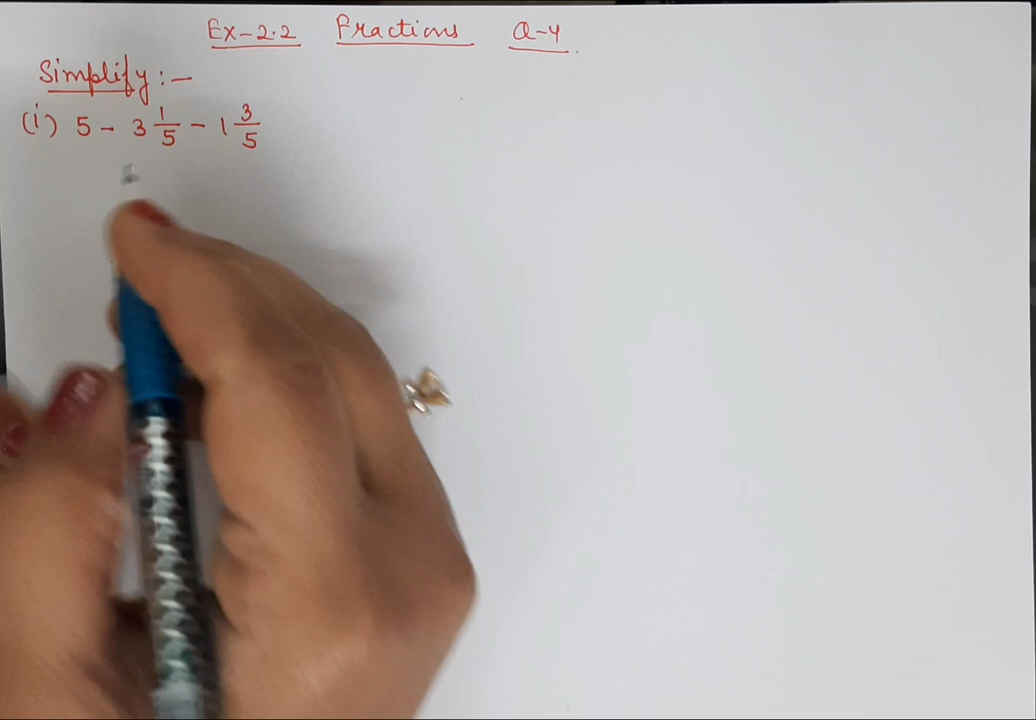 Ex-2.2 Fractions Q-4.
Simplify:-
(i) 5 - 3 1/5 - 1 3/5